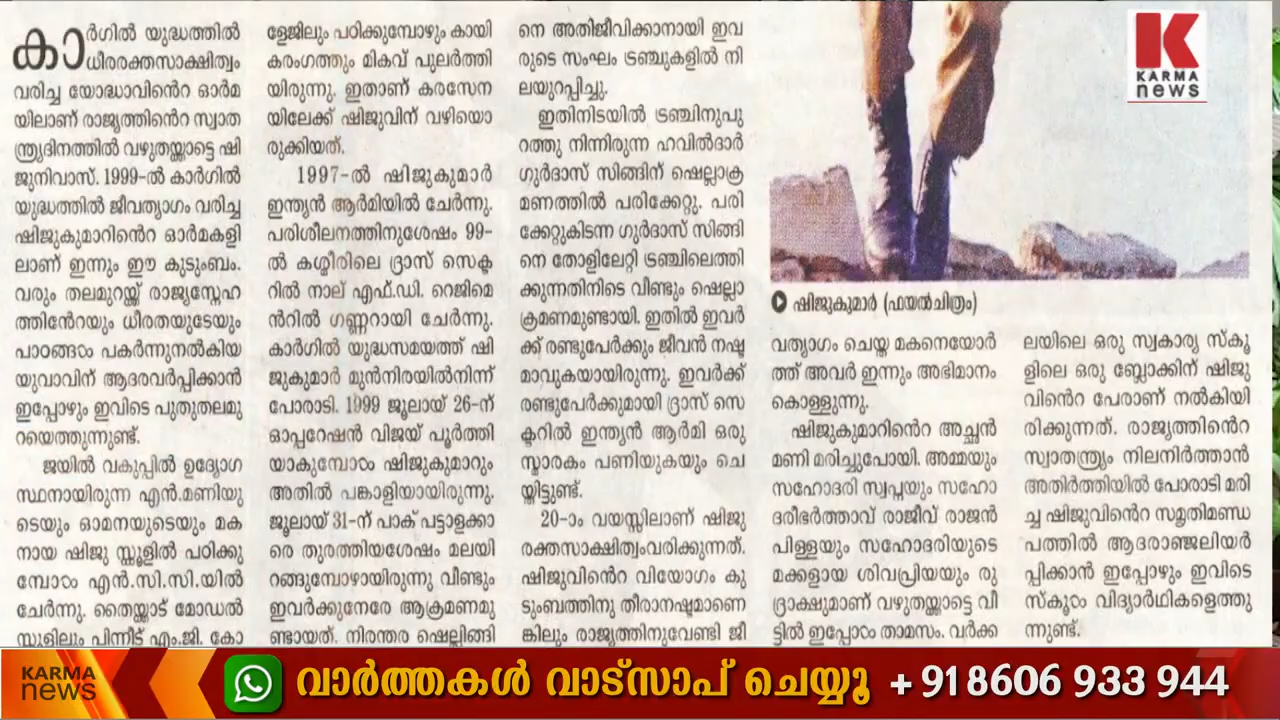 കാർഗിൽ യുദ്ധത്തിൽ
ധീരരക്തസാക്ഷിത്വം
വരിച്ച യോദ്ധാവിൻെറ ഓർമ
യിലാണ് രാജ്യത്തിൻെറ സ്വാത
ന്ത്ര്യദിനത്തിൽ വഴുതയ്ക്കാട്ടെ ഷി
ജുനിവാസ്. 1999-ൽ കാർഗിൽ
യുദ്ധത്തിൽ ജീവത്യാഗം വരിച്ച
ഷിജുകുമാറിൻെറ ഓർമകളി
ലാണ് ഇന്നും ഈ കുടുംബം.
വരും തലമുറയ്ക്ക് രാജ്യസ്നേഹ
ത്തിൻേറയും ധീരതയുടേയും
പാഠങ്ങൾ പകർന്നുനൽകിയ
യുവാവിന് ആദരവർപ്പിക്കാൻ
ഇപ്പോഴും ഇവിടെ പുതുതലമു
റയെത്തുന്നുണ്ട്.
ജയിൽ വകുപ്പിൽ ഉദ്യോഗ
സ്ഥനായിരുന്ന എൻ.മണിയു
ടെയും ഓമനയുടെയും മക
നായ ഷിജു സ്കൂളിൽ പഠിക്കു
മ്പോൾ എൻ.സി.സി.യിൽ
ചേർന്നു. തൈയ്ക്കാട് മോഡൽ
സ്കൂളിലും പിന്നീട് എം.ജി. കോ
ളേജിലും പഠിക്കുമ്പോഴും കായി
കരംഗത്തും മികവ് പുലർത്തി
യിരുന്നു. ഇതാണ് കരസേന
യിലേക്ക് ഷിജുവിന് വഴിയൊ
രുക്കിയത്.
1997-ൽ ഷിജുകുമാർ
ഇന്ത്യൻ ആർമിയിൽ ചേർന്നു.
പരിശീലനത്തിനുശേഷം 99-
ൽ കശ്മീരിലെ ദ്രാസ് സെക്ട
റിൽ നാല് എഫ്.ഡി. റെജിമെ
ൻറിൽ ഗണ്ണറായി ചേർന്നു.
കാർഗിൽ യുദ്ധസമയത്ത് ഷി
ജുകുമാർ മുൻനിരയിൽനിന്ന്
പോരാടി. 1999 ജൂലായ് 26-ന്
ഓപ്പറേഷൻ വിജയ് പൂർത്തി
യാകുമ്പോൾ ഷിജുകുമാറും
അതിൽ പങ്കാളിയായിരുന്നു.
ജൂലായ് 31-ന് പാക് പട്ടാളക്കാ
രെ തുരത്തിയശേഷം മലയി
റങ്ങുമ്പോഴായിരുന്നു വീണ്ടും
ഇവർക്കുനേരേ ആക്രമണമു
ണ്ടായത്. നിരന്തര ഷെല്ലിങ്ങി
നെ അതിജീവിക്കാനായി ഇവ
രുടെ സംഘം ട്രഞ്ചുകളിൽ നി
ലയുറപ്പിച്ചു.
ഇതിനിടയിൽ ട്രഞ്ചിനുപു
റത്തു നിന്നിരുന്ന ഹവിൽദാർ
ഗുർദാസ് സിങ്ങിന് ഷെല്ലാക്ര
മണത്തിൽ പരിക്കേറ്റു. പരി
ക്കേറ്റുകിടന്ന ഗുർദാസ് സിങ്ങി
നെ തോളിലേറ്റി ട്രഞ്ചിലെത്തി
ക്കുന്നതിനിടെ വീണ്ടും ഷെല്ലാ
ക്രമണമുണ്ടായി. ഇതിൽ ഇവർ
ക്ക് രണ്ടുപേർക്കും ജീവൻ നഷ്ട
മാവുകയായിരുന്നു. ഇവർക്ക്
രണ്ടുപേർക്കുമായി ദ്രാസ് സെ
ക്ടറിൽ ഇന്ത്യൻ ആർമി ഒരു
സ്മാരകം പണിയുകയും ചെ
യ്തിട്ടുണ്ട്.
20-ാം വയസ്സിലാണ് ഷിജു
രക്തസാക്ഷിത്വംവരിക്കുന്നത്.
ഷിജുവിൻെറ വിയോഗം കു
ടുംബത്തിനു തീരാനഷ്ടമാണെ
ങ്കിലും രാജ്യത്തിനുവേണ്ടി ജീ
K
KARMA
news
ഷിജുകുമാർ (ഫയൽചിത്രം)
വത്യാഗം ചെയ്ത മകനെയോർ
ത്ത് അവർ ഇന്നും അഭിമാനം
കൊള്ളുന്നു.
ഷിജുകുമാറിൻെറ അച്ഛൻ
മണി മരിച്ചുപോയി. അമ്മയും
സഹോദരി സ്വപ്നയും സഹോ
ദരീഭർത്താവ് രാജീവ് രാജൻ
പിള്ളയും സഹോദരിയുടെ
മക്കളായ ശിവപ്രിയയും രു
ദ്രാക്ഷുമാണ് വഴുതയ്ക്കാട്ടെ വീ
ട്ടിൽ ഇപ്പോൾ താമസം. വർക്ക
ലയിലെ ഒരു സ്വകാര്യ സ്കൂ
ളിലെ ഒരു ബ്ലോക്കിന് ഷിജു
വിൻെറ പേരാണ് നൽകിയി
രിക്കുന്നത്. രാജ്യത്തിൻെറ
സ്വാതന്ത്ര്യം നിലനിർത്താൻ
അതിർത്തിയിൽ പോരാടി മരി
ച്ച ഷിജുവിൻെറ സ്മൃതിമണ്ഡ
പത്തിൽ ആദരാഞ്ജലിയർ
പ്പിക്കാൻ ഇപ്പോഴും ഇവിടെ
സ്കൂൾ വിദ്യാർഥികളെത്തു
ന്നുണ്ട്.
KARMA
news
വാർത്തകൾ വാട്സാപ് ചെയ്യൂ +91 8606 933 944